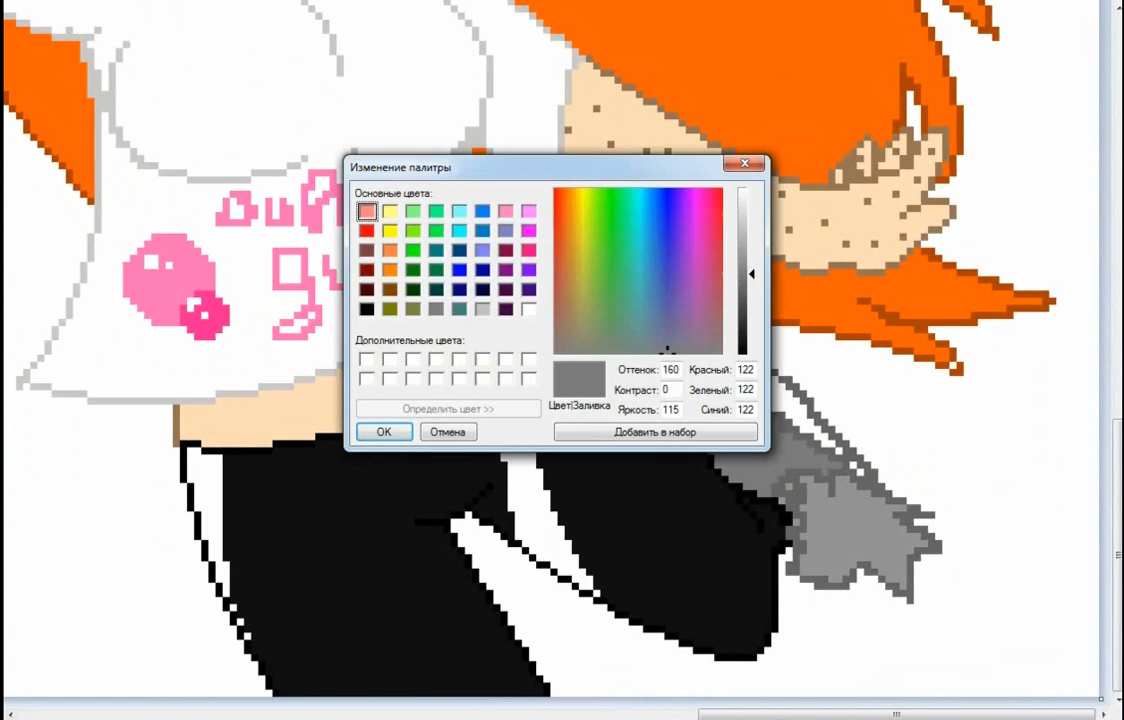 Изменение палитры
Основные цвета:
Дополнительные цвета:
Определить цвет >>
OK
Отмена
Цвет|Заливка
Оттенок: 160
Контраст: 0
Яркость: 115
Красный: 122
Зеленый: 122
Синий: 122
Добавить в набор